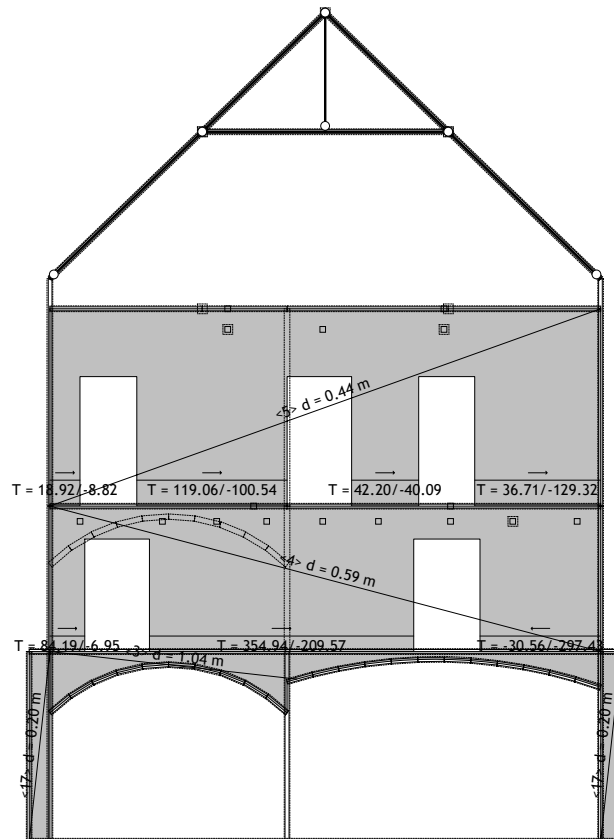 <5> d = 0.44 m
T = 18.92/-8.82 T = 119.06/-100.54 T = 42.20/-40.09 T = 36.71/-129.32
<4> d = 0.59 m
T = 84.19/-6.95 T = 354.94/-209.57 T = -30.56/-297.43
<3> d = 1.04 m
<17> d = 0.20 m
<17> d = 0.20 m